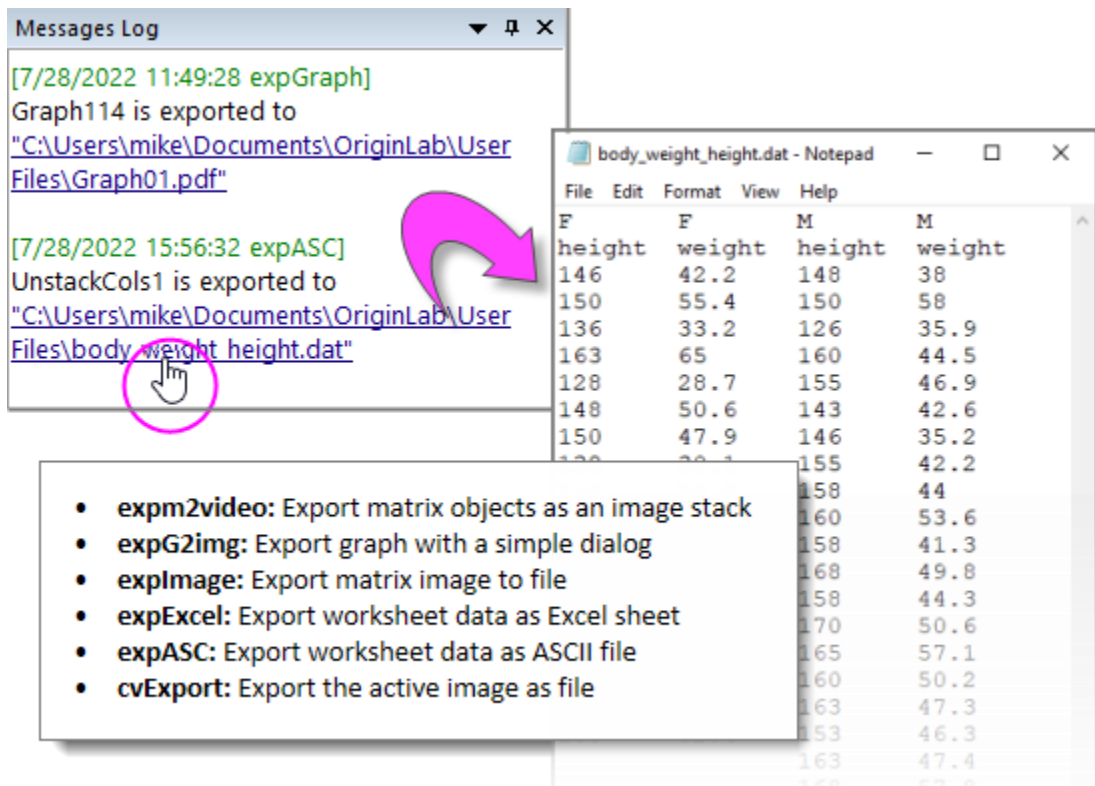 Messages Log
[7/28/2022 11:49:28 expGraph]
Graph114 is exported to
"C:\Users\mike\Documents\OriginLab\User
Files\Graph01.pdf"
[7/28/2022 15:56:32 expASC]
UnstackCols1 is exported to
"C:\Users\mike\Documents\OriginLab\User
Files\body_weight_height.dat"
body_weight_height.dat - Notepad
File Edit Format View Help
F F M M
height weight height weight
146 42.2 148 38
150 55.4 150 58
136 33.2 126 35.9
163 65 160 44.5
128 28.7 155 46.9
148 50.6 143 42.6
150 47.9 146 35.2
155 42.2
158 44
160 53.6
158 41.3
168 49.8
158 44.3
170 50.6
165 57.1
160 50.2
163 47.3
153 46.3
163 47.4
• expm2video: Export matrix objects as an image stack
• expG2img: Export graph with a simple dialog
• expImage: Export matrix image to file
• expExcel: Export worksheet data as Excel sheet
• expASC: Export worksheet data as ASCII file
• cvExport: Export the active image as file